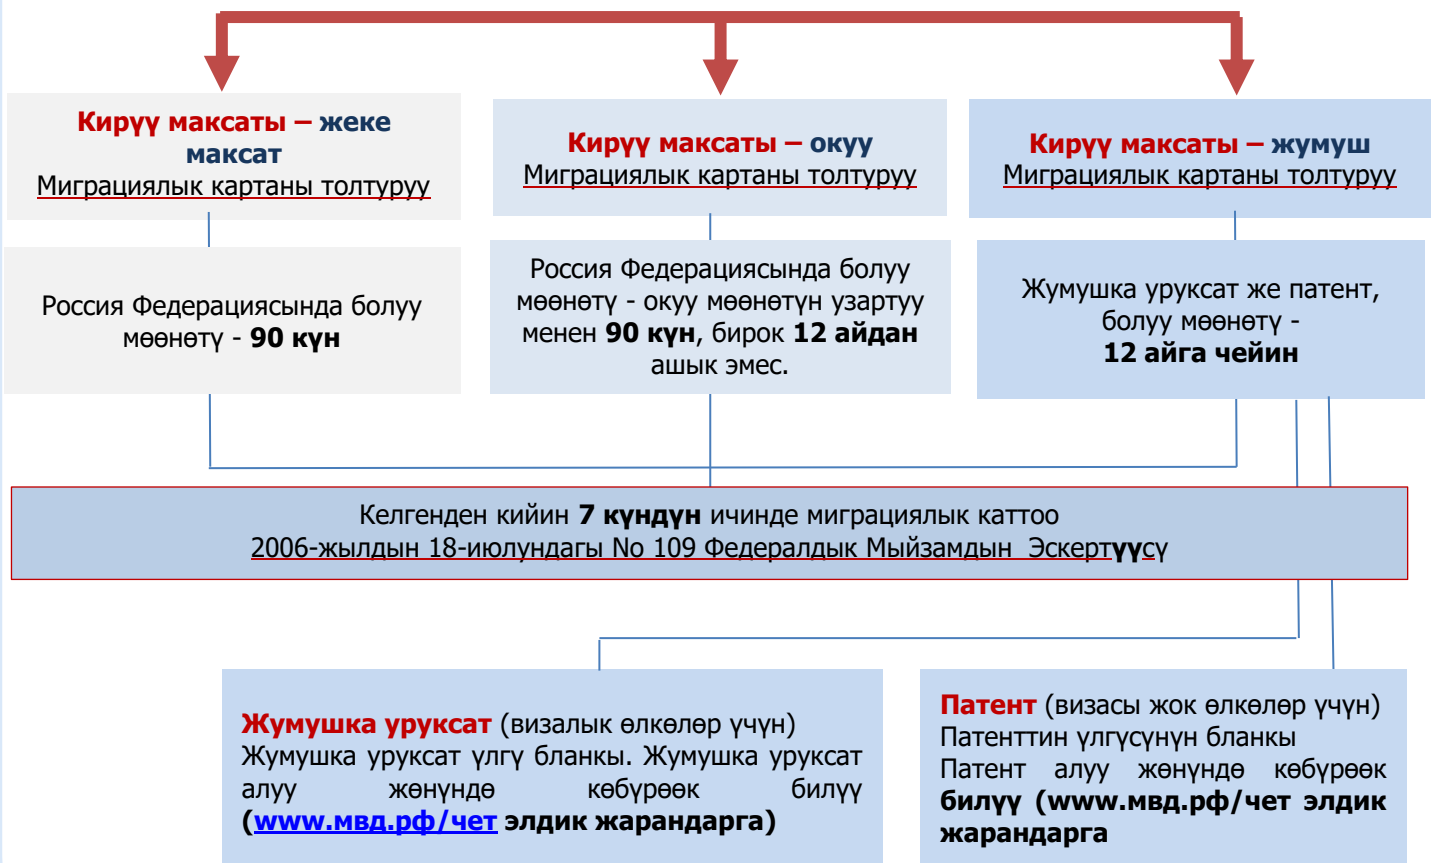 Кирүү максаты – жеке
максат
Миграциялык картаны толтуруу
Кирүү максаты – окуу
Миграциялык картаны толтуруу
Кирүү максаты – жумуш
Миграциялык картаны толтуруу
Россия Федерациясында болуу
мөөнөтү - 90 күн
Россия Федерациясында болуу
мөөнөтү - окуу мөөнөтүн узартуу
менен 90 күн, бирок 12 айдан
ашык эмес.
Жумушка уруксат же патент,
болуу мөөнөтү -
12 айга чейин
Келгенден кийин 7 күндүн ичинде миграциялык каттоо
2006-жылдын 18-июлундагы No 109 Федералдык Мыйзамдын Эскертүүсү
Жумушка уруксат (визалык өлкөлөр үчүн)
Жумушка уруксат үлгү бланкы. Жумушка уруксат
алуу жөнүндө көбүрөөк билүү
(www.мвд.рф/чет элдик жарандарга)
Патент (визасы жок өлкөлөр үчүн)
Патенттин үлгүсүнүн бланкы
Патент алуу жөнүндө көбүрөөк
билүү (www.мвд.рф/чет элдик
жарандарга